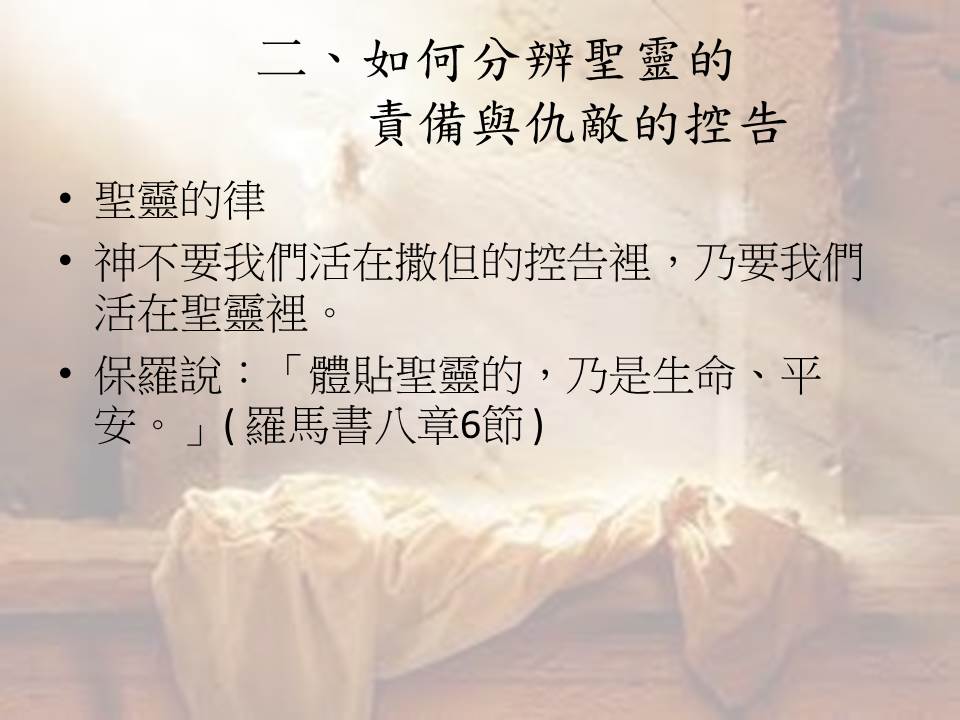 二、如何分辨聖靈的
責備與仇敵的控告
• 聖靈的律
• 神不要我們活在撒但的控告裡，乃要我們
活在聖靈裡。
• 保羅說：「體貼聖靈的，乃是生命、平
安。」( 羅馬書八章6節 )